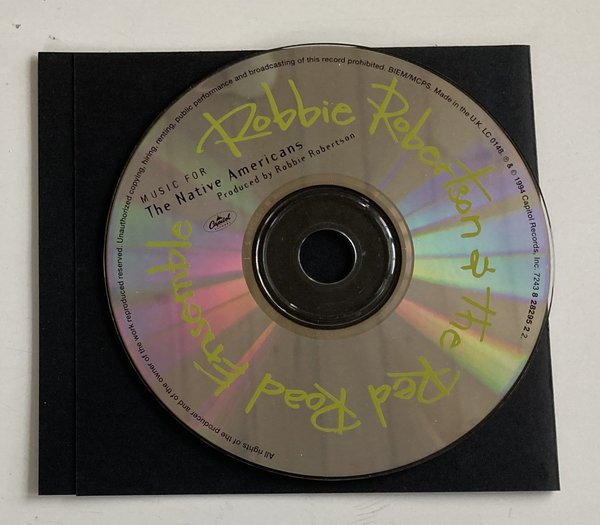 Robbie Robertson & the Red Road Ensemble
MUSIC FOR
The Native Americans
Produced by Robbie Robertson
Capitol
All rights of the producer and of the owner of the work reproduced reserved. Unauthorized copying, hiring, renting, public performance and broadcasting of this record prohibited. BIEM/MCPS. Made in the U.K. LC 0148. ℗ & © 1994 Capitol Records, Inc. 7243 8 28295 2 2.